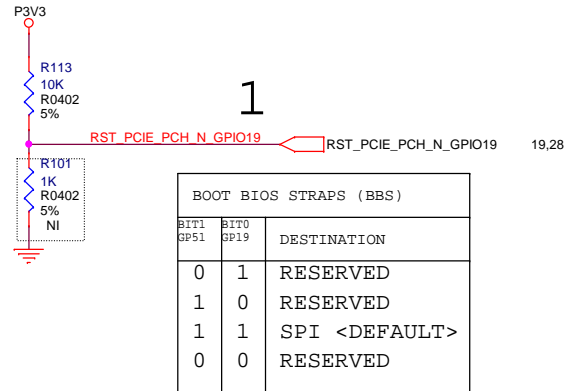 P3V3
R113
10K
R0402
5%
1
RST_PCIE_PCH_N_GPIO19
RST_PCIE_PCH_N_GPIO19 19,28
R101
1K
R0402
5%
NI
BOOT BIOS STRAPS (BBS)
BIT1 BIT0
GP51 GP19 DESTINATION
0 1 RESERVED
1 0 RESERVED
1 1 SPI <DEFAULT>
0 0 RESERVED